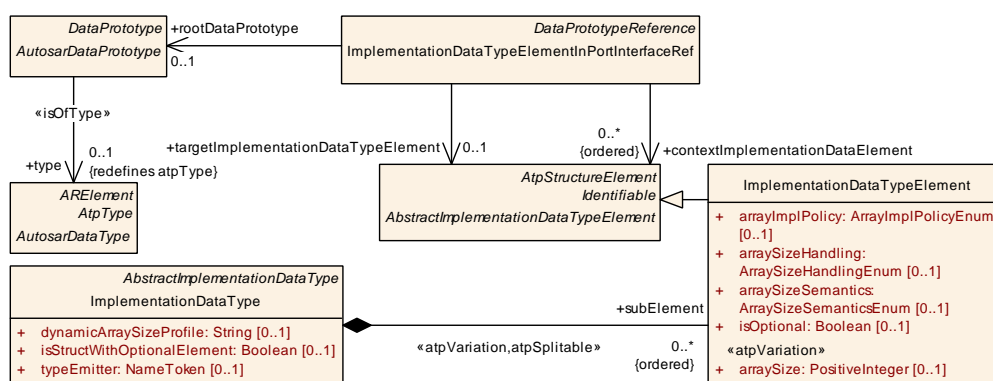 DataPrototype
AutosarDataPrototype
+rootDataPrototype
0..1
DataPrototypeReference
ImplementationDataTypeElementInPortInterfaceRef
«isOfType»
+type
0..1
{redefines atpType}
+targetImplementationDataTypeElement
0..1
0..*
{ordered}
+contextImplementationDataElement
ARElement
AtpType
AutosarDataType
AtpStructureElement
Identifiable
AbstractImplementationDataTypeElement
ImplementationDataTypeElement
+ arrayImplPolicy: ArrayImplPolicyEnum
[0..1]
+ arraySizeHandling:
ArraySizeHandlingEnum [0..1]
+ arraySizeSemantics:
ArraySizeSemanticsEnum [0..1]
+ isOptional: Boolean [0..1]
«atpVariation»
+ arraySize: PositiveInteger [0..1]
AbstractImplementationDataType
ImplementationDataType
+ dynamicArraySizeProfile: String [0..1]
+ isStructWithOptionalElement: Boolean [0..1]
+ typeEmitter: NameToken [0..1]
+subElement
«atpVariation,atpSplitable»
0..*
{ordered}